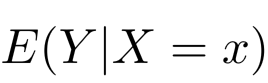 E(Y|X = x)